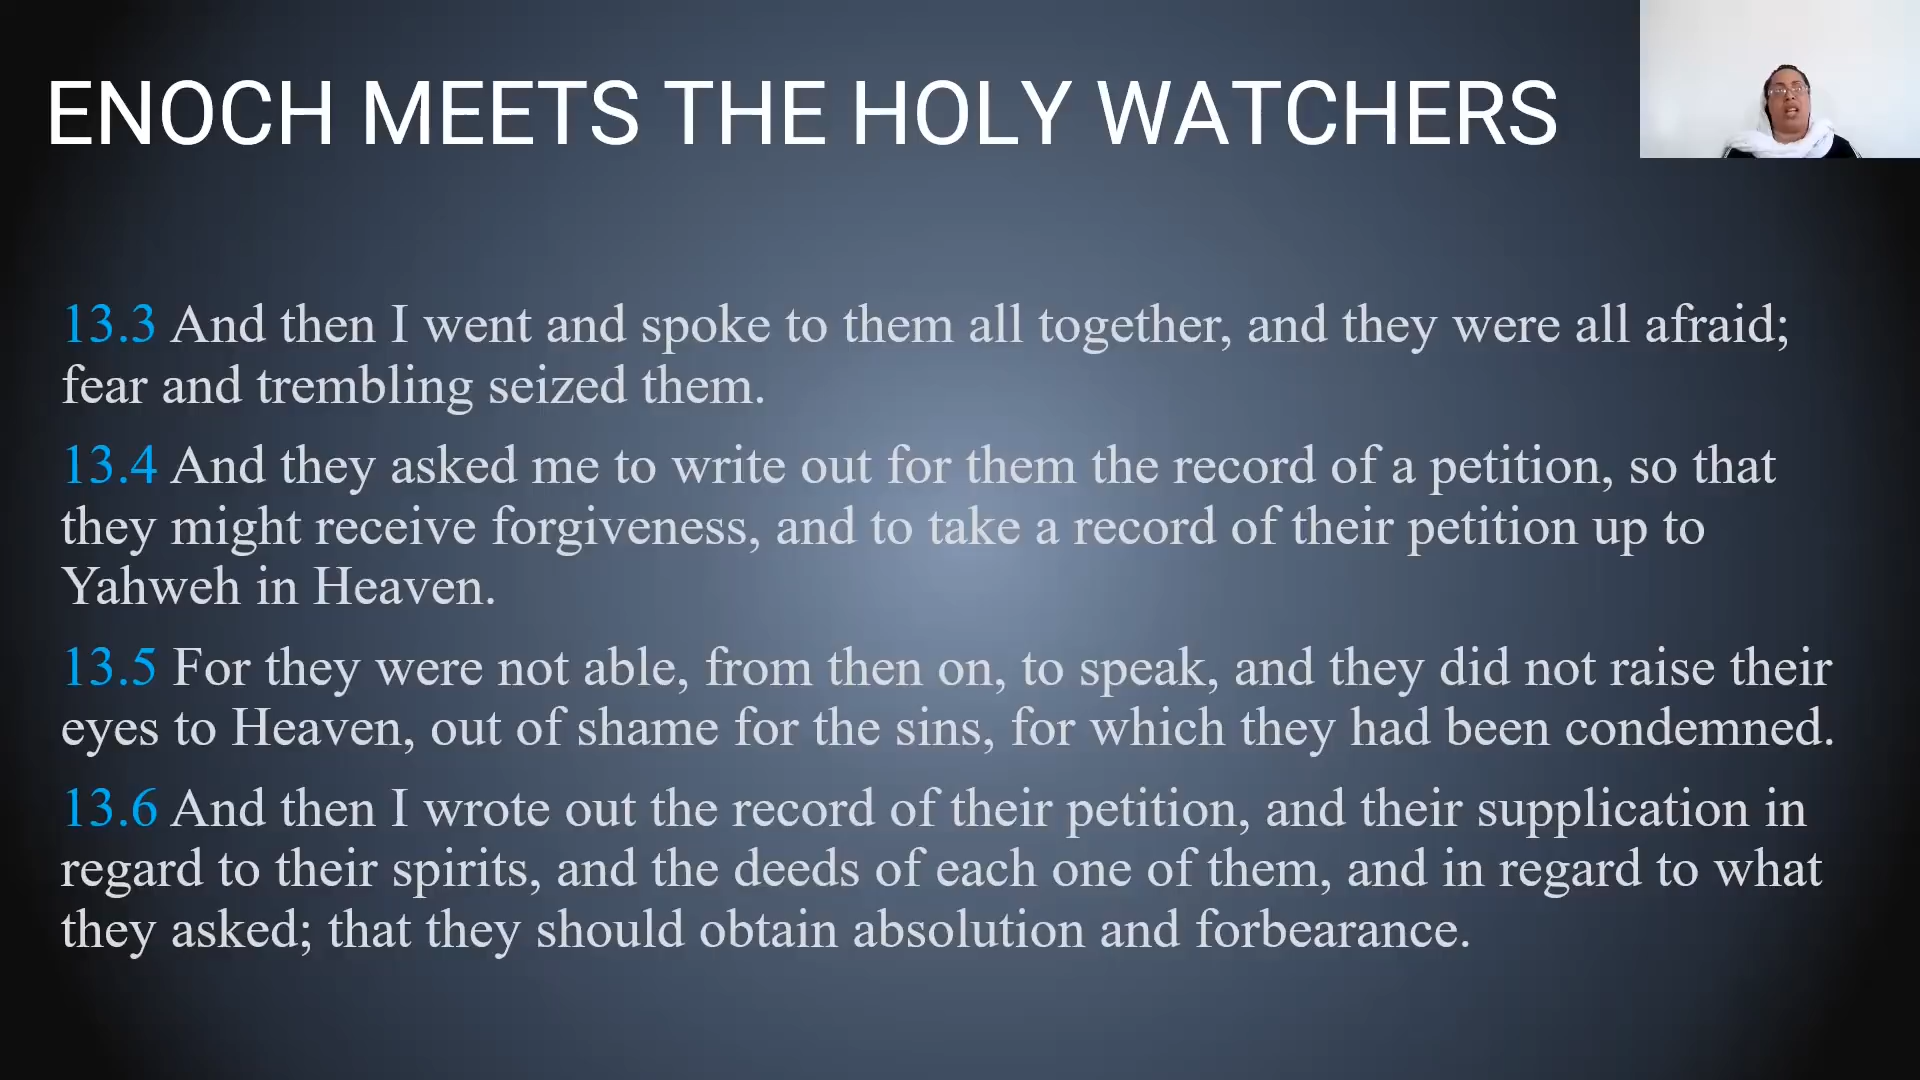 ENOCH MEETS THE HOLY WATCHERS
13.3 And then I went and spoke to them all together, and they were all afraid;
fear and trembling seized them.
13.4 And they asked me to write out for them the record of a petition, so that
they might receive forgiveness, and to take a record of their petition up to
Yahweh in Heaven.
13.5 For they were not able, from then on, to speak, and they did not raise their
eyes to Heaven, out of shame for the sins, for which they had been condemned.
13.6 And then I wrote out the record of their petition, and their supplication in
regard to their spirits, and the deeds of each one of them, and in regard to what
they asked; that they should obtain absolution and forbearance.